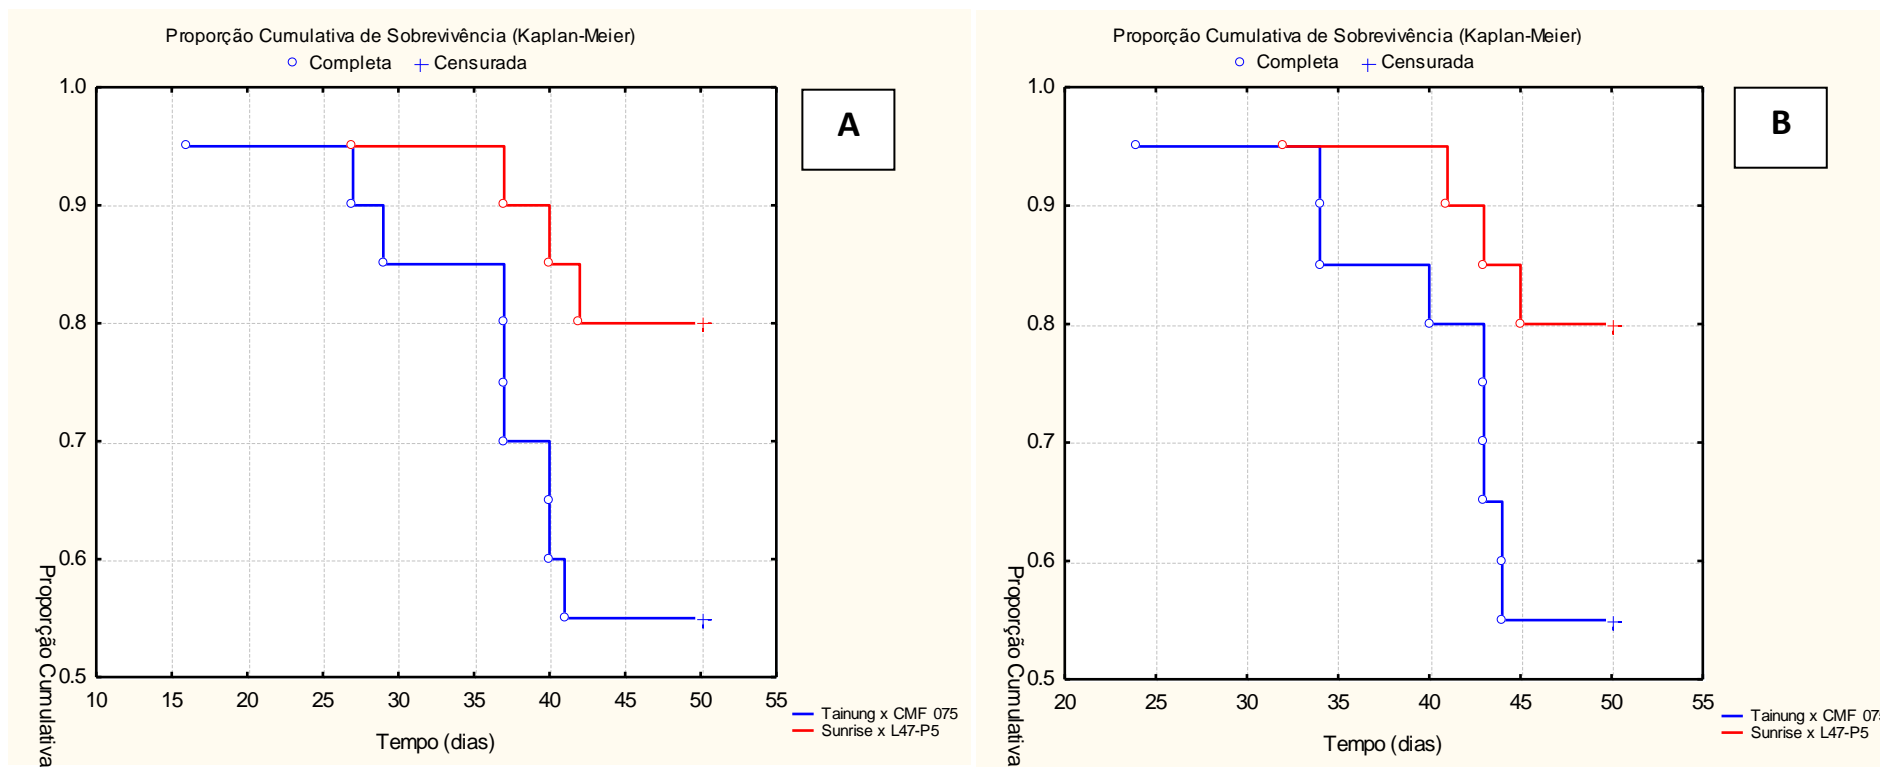 Proporção Cumulativa de Sobrevivência (Kaplan-Meier)
Completa Censurada
A
1.0
0.9
0.8
0.7
0.6
0.5
Proporção Cumulativa
10 15 20 25 30 35 40 45 50 55
Tempo (dias)
Tainung x CMF 075
Sunrise x L47-P5
Proporção Cumulativa de Sobrevivência (Kaplan-Meier)
Completa Censurada
B
1.0
0.9
0.8
0.7
0.6
0.5
Proporção Cumulativa
20 25 30 35 40 45 50 55
Tempo (dias)
Tainung x CMF 075
Sunrise x L47-P5